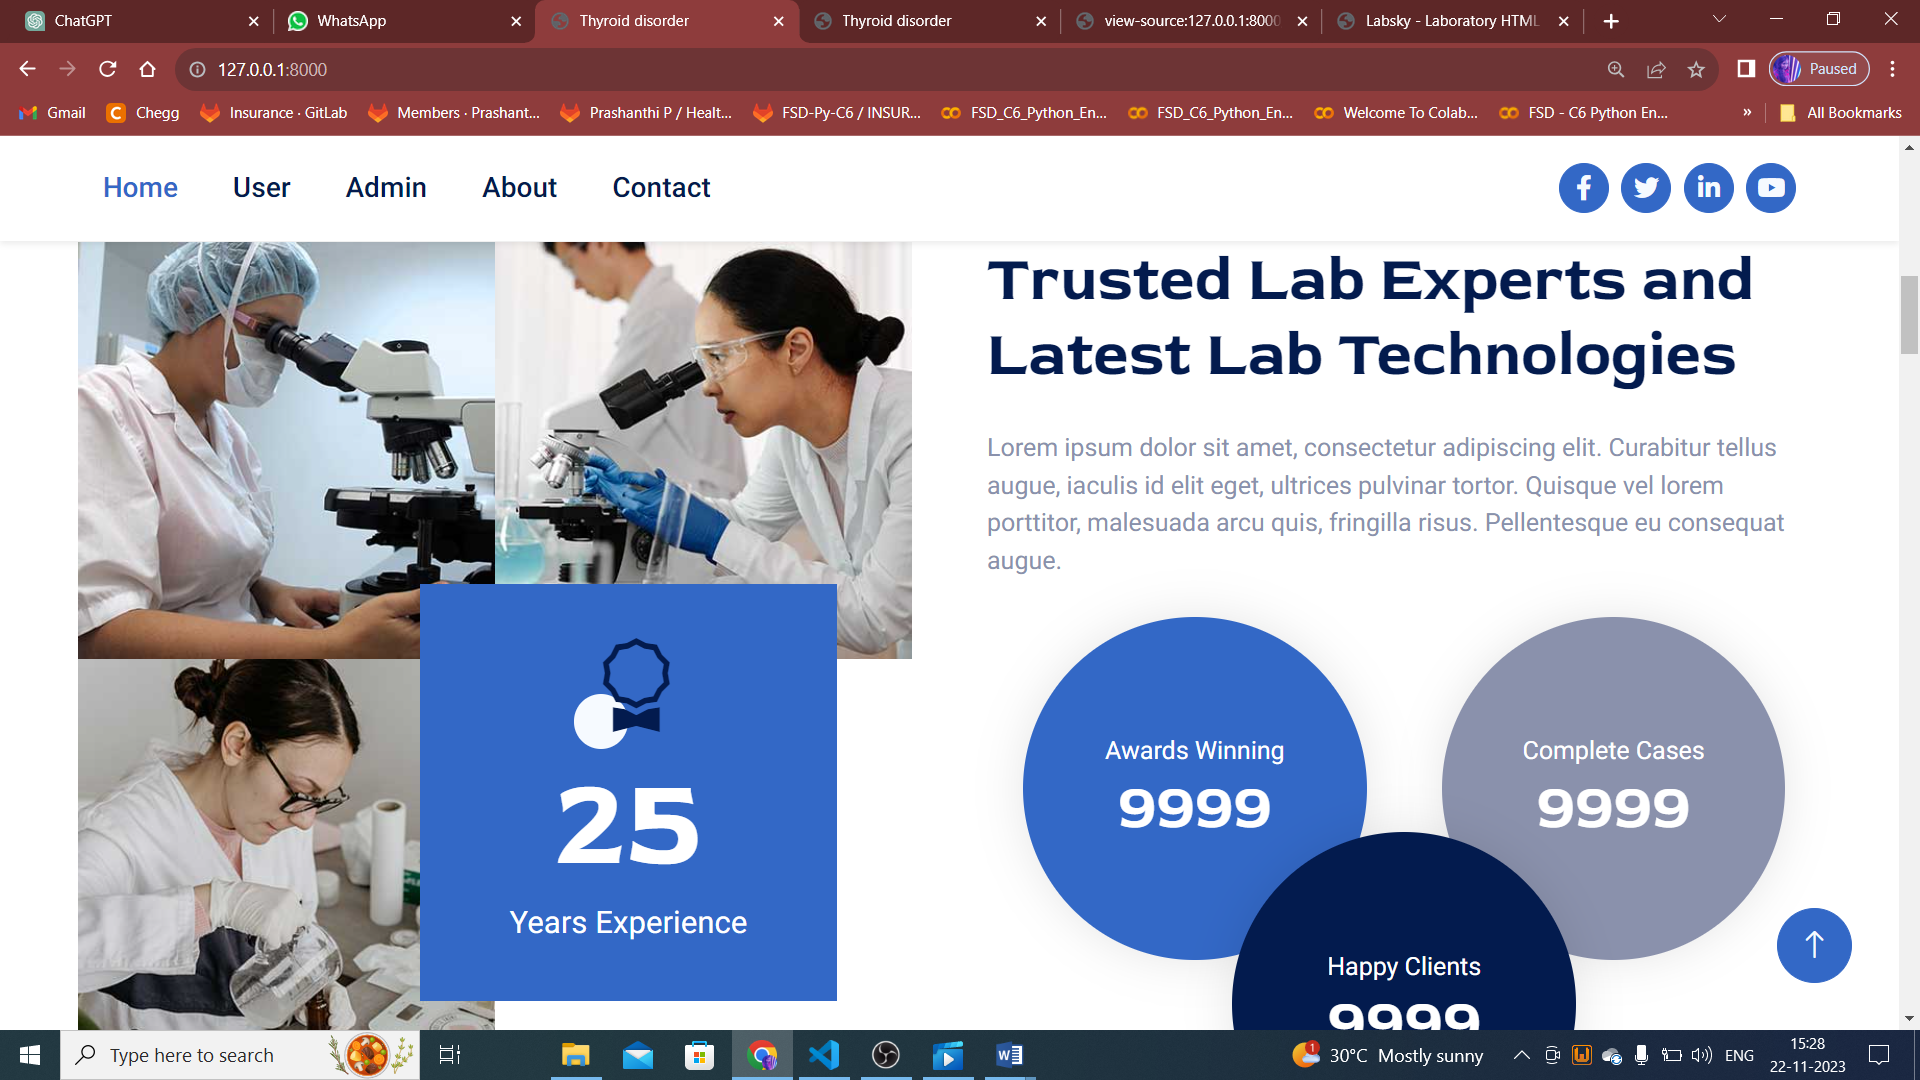 ChatGPT
WhatsApp
Thyroid disorder
Thyroid disorder
view-source:127.0.0.1:8000
Labsky - Laboratory HTML
127.0.0.1:8000
Paused
Gmail
Chegg
Insurance · GitLab
Members · Prashant...
Prashanthi P / Healt...
FSD-Py-C6 / INSUR...
FSD_C6_Python_En...
FSD_C6_Python_En...
Welcome To Colab...
FSD - C6 Python En...
»
All Bookmarks
Home
User
Admin
About
Contact
Trusted Lab Experts and
Latest Lab Technologies
Lorem ipsum dolor sit amet, consectetur adipiscing elit. Curabitur tellus
augue, iaculis id elit eget, ultrices pulvinar tortor. Quisque vel lorem
porttitor, malesuada arcu quis, fringilla risus. Pellentesque eu consequat
augue.
25
Years Experience
Awards Winning
9999
Complete Cases
9999
Happy Clients
9999
Type here to search
1
30°C Mostly sunny
ENG
15:28
22-11-2023